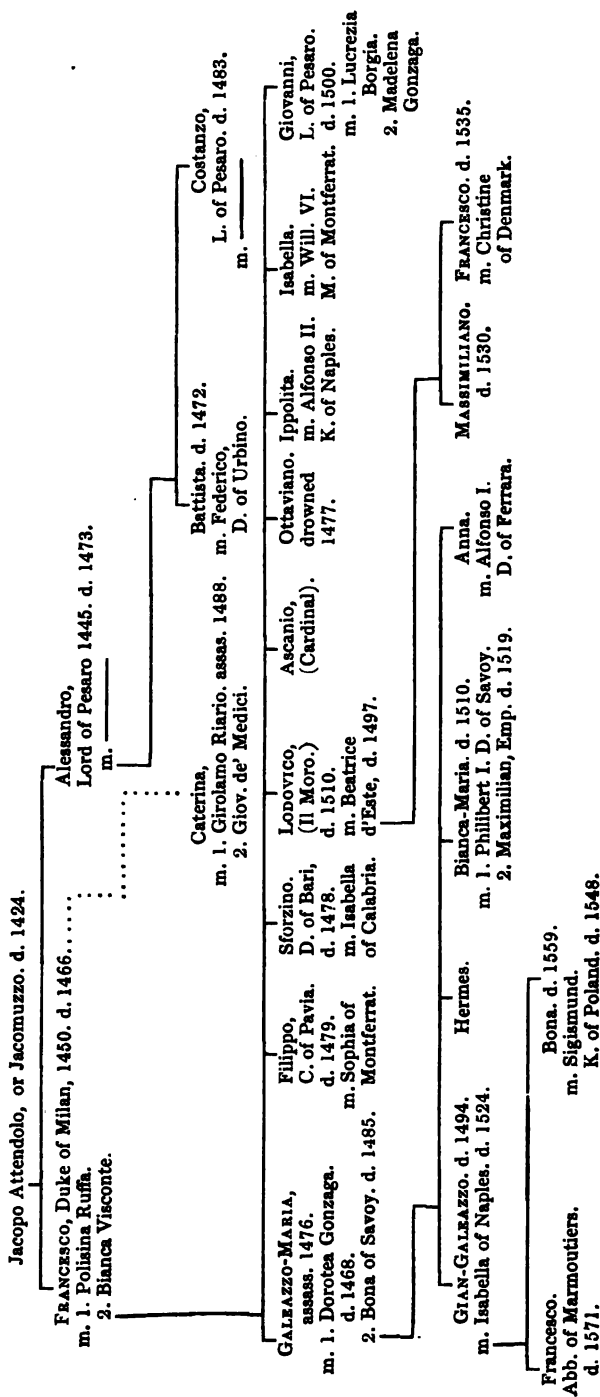 Jacopo Attendolo, or Jacomuzzo. d. 1424.
FRANCESCO, Duke of Milan, 1450. d. 1466......
m. 1. Polisina Ruffa.
2. Bianca Visconte.
Alessandro,
Lord of Pesaro 1445. d. 1473.
m. ———
Caterina,
m. 1. Girolamo Riario. assas. 1488.
2. Giov. de' Medici.
Battista. d. 1472.
m. Federico,
D. of Urbino.
Costanzo,
L. of Pesaro. d. 1483.
m. ———
GALEAZZO-MARIA,
assass. 1476.
m. 1. Dorotea Gonzaga.
d. 1468.
2. Bona of Savoy. d. 1485.
Filippo,
C. of Pavia.
d. 1479.
m. Sophia of
Montferrat.
Sforzino.
D. of Bari,
d. 1478.
m. Isabella
of Calabria.
LODOVICO,
(Il Moro.)
d. 1510.
m. Beatrice
d'Este, d. 1497.
Ascanio,
(Cardinal).
Ottaviano.
drowned
1477.
Ippolita.
m. Alfonso II.
K. of Naples.
Isabella.
m. Will. VI.
M. of Montferrat.
Giovanni,
L. of Pesaro.
d. 1500.
m. 1. Lucrezia
Borgia.
2. Madelena
Gonzaga.
GIAN-GALEAZZO. d. 1494.
m. Isabella of Naples. d. 1524.
Hermes.
Bianca-Maria. d. 1510.
m. 1. Philibert I. D. of Savoy.
2. Maximilian, Emp. d. 1519.
Anna.
m. Alfonso I.
D. of Ferrara.
MASSIMILIANO.
d. 1530.
FRANCESCO. d. 1535.
m. Christine
of Denmark.
Francesco.
Abb. of Marmoutiers.
d. 1571.
Bona. d. 1559.
m. Sigismund.
K. of Poland. d. 1548.